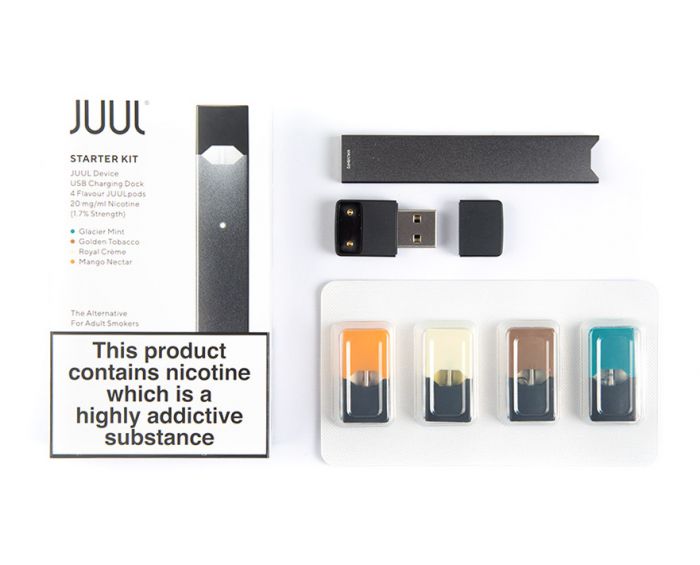 JUUL®
STARTER KIT
JUUL Device
USB Charging Dock
4 Flavour JUULpods
20 mg/ml Nicotine
(1.7% Strength)
Glacier Mint
Golden Tobacco
Royal Crème
Mango Nectar
The Alternative
For Adult Smokers
This product
contains nicotine
which is a
highly addictive
substance